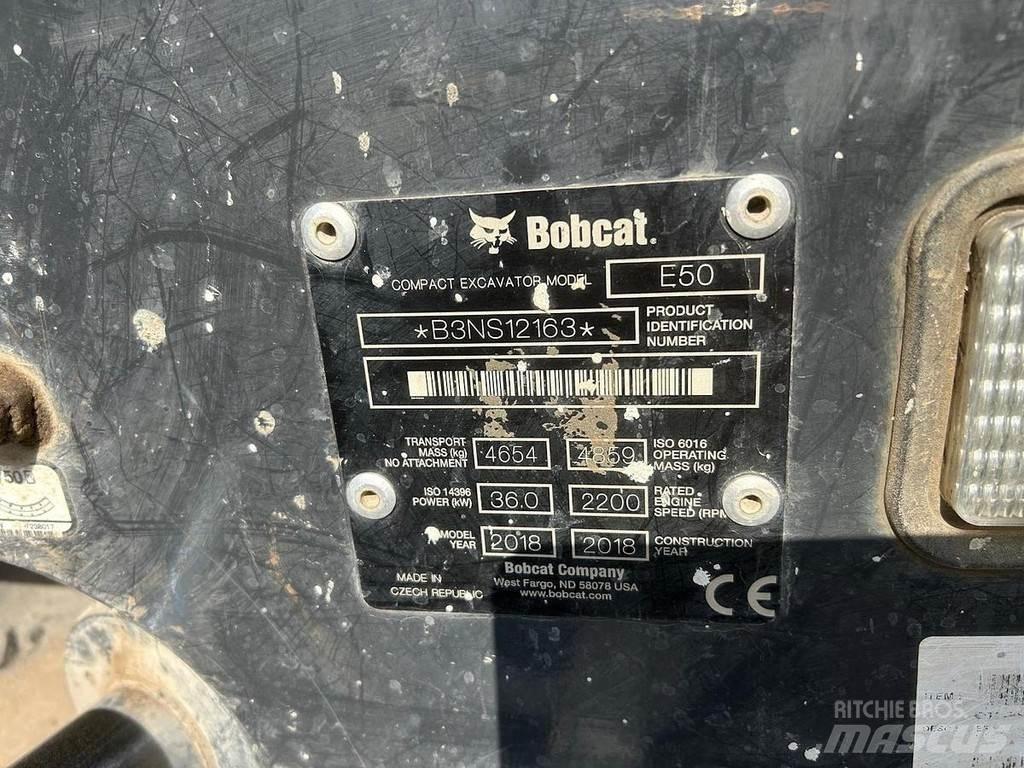 Bobcat®
COMPACT EXCAVATOR MODEL E50
*B3NS12163* PRODUCT IDENTIFICATION NUMBER
TRANSPORT MASS (kg) NO ATTACHMENT 4654 4859 ISO 6016 OPERATING MASS (kg)
ISO 14396 POWER (kW) 36.0 2200 RATED ENGINE SPEED (RPM)
MODEL YEAR 2018 2018 CONSTRUCTION YEAR
Bobcat Company
West Fargo, ND 58078 USA
www.bobcat.com
MADE IN
CZECH REPUBLIC
CE
ITEM
RITCHIE BROS.
MASCUS